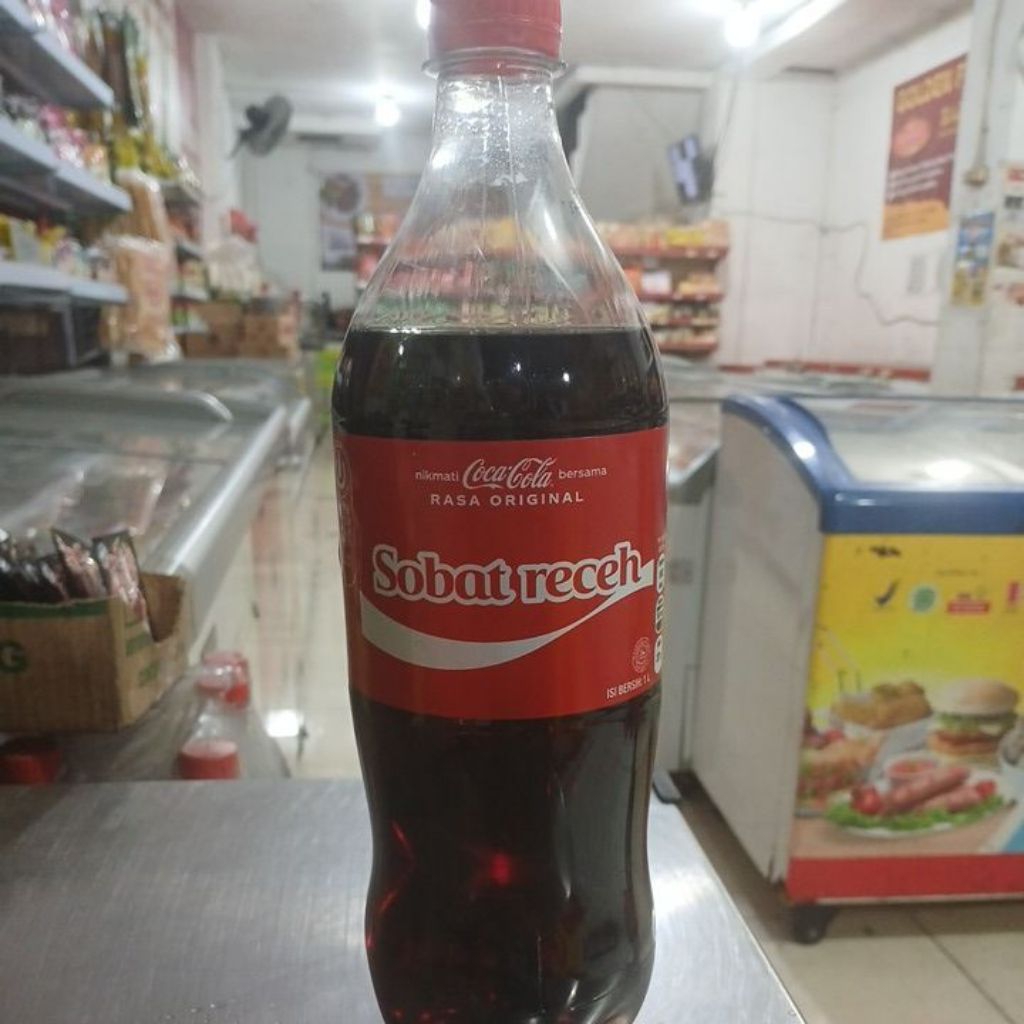 nikmati Coca-Cola bersama
RASA ORIGINAL
Sobat receh
ISI BERSIH 1 L
G